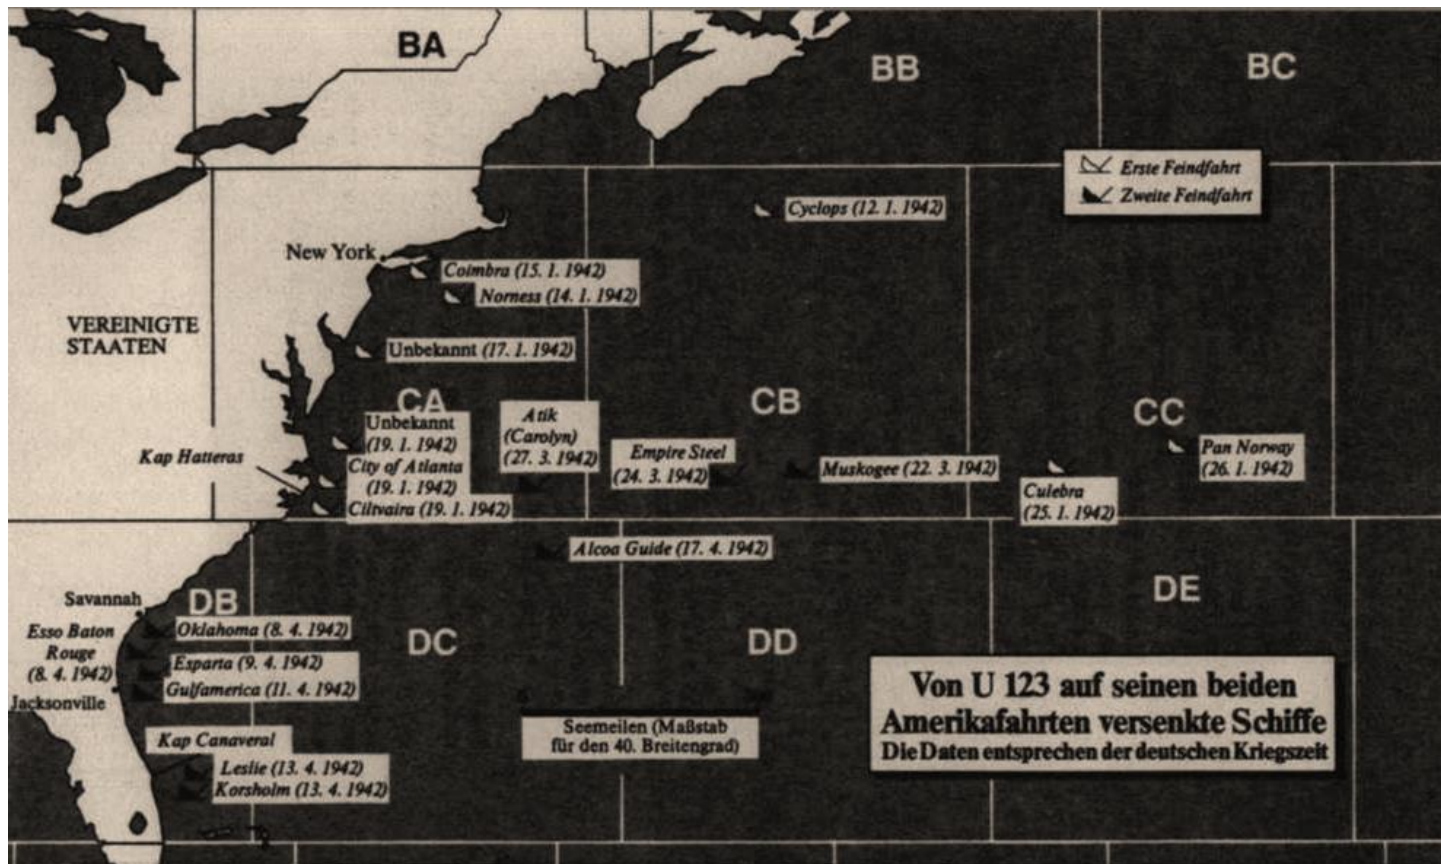 BA
BB
BC
Erste Feindfahrt
Zweite Feindfahrt
Cyclops (12. 1. 1942)
New York
Coimbra (15. 1. 1942)
Norness (14. 1. 1942)
VEREINIGTE
STAATEN
Unbekannt (17. 1. 1942)
CA
CB
CC
Unbekannt
(19. 1. 1942)
Atik
(Carolyn)
(27. 3. 1942)
Empire Steel
(24. 3. 1942)
Muskogee (22. 3. 1942)
Pan Norway
(26. 1. 1942)
Kap Hatteras
City of Atlanta
(19. 1. 1942)
Ciltvaira (19. 1. 1942)
Culebra
(25. 1. 1942)
Alcoa Guide (17. 4. 1942)
Savannah
DB
DC
DD
DE
Oklahoma (8. 4. 1942)
Esso Baton
Rouge
(8. 4. 1942)
Esparta (9. 4. 1942)
Gulfamerica (11. 4. 1942)
Jacksonville
Kap Canaveral
Leslie (13. 4. 1942)
Korsholm (13. 4. 1942)
Seemeilen (Maßstab
für den 40. Breitengrad)
Von U 123 auf seinen beiden
Amerikafahrten versenkte Schiffe
Die Daten entsprechen der deutschen Kriegszeit